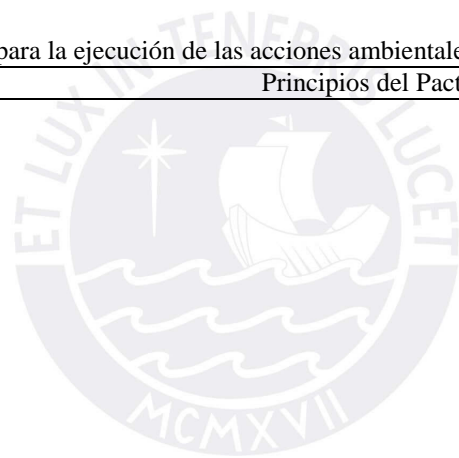 para la ejecución de las acciones ambientale
Principios del Pact
ET LUX IN TENEBRIS LUCET
MCMXVII